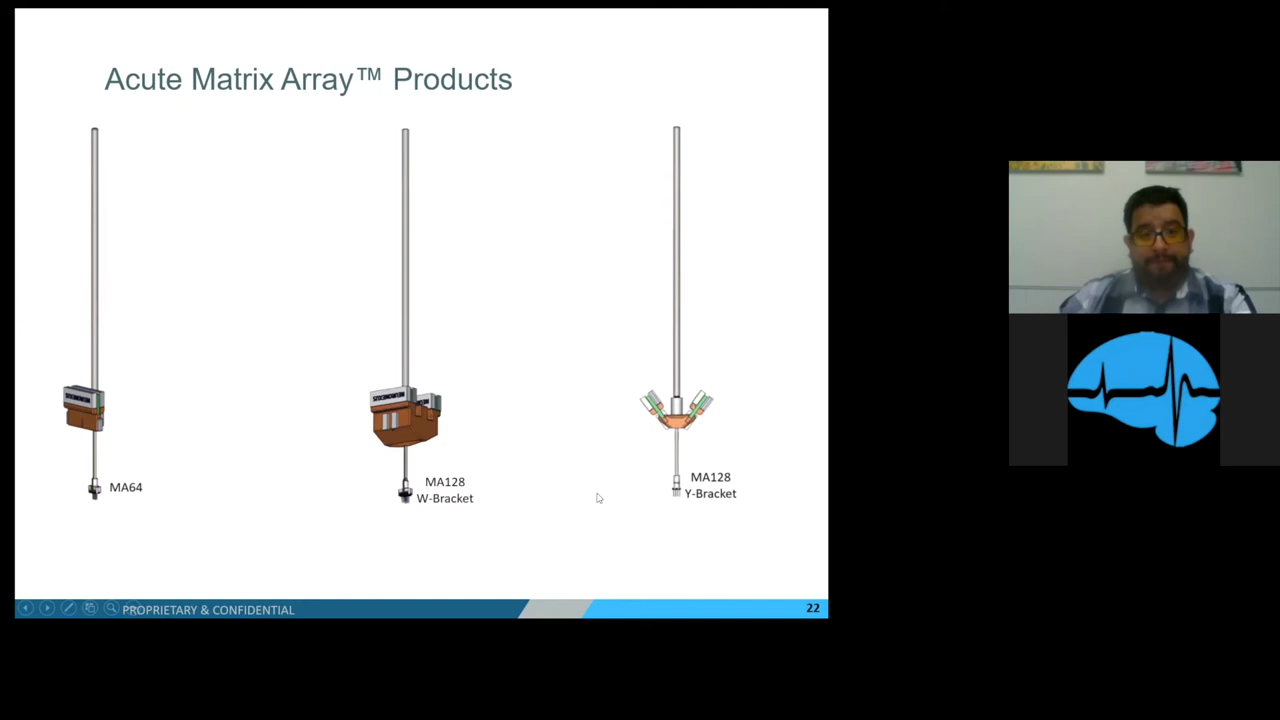 Acute Matrix Array™ Products
MA64
MA128
W-Bracket
MA128
Y-Bracket
PROPRIETARY & CONFIDENTIAL
22